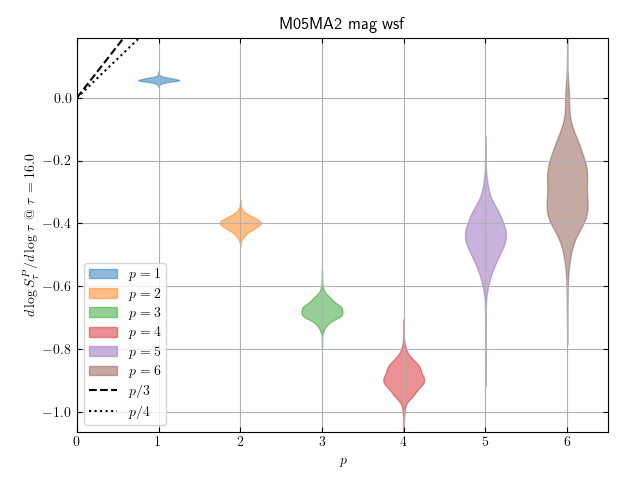 M05MA2 mag wsf
d log S_τ^P / d log τ @ τ = 16.0
0.0
−0.2
−0.4
−0.6
−0.8
−1.0
p = 1
p = 2
p = 3
p = 4
p = 5
p = 6
p/3
p/4
0 1 2 3 4 5 6
p